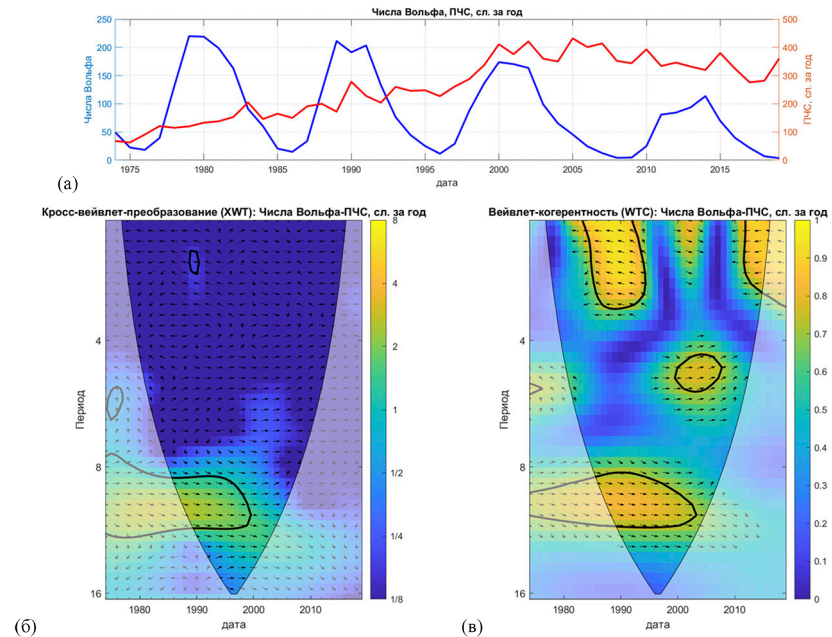 Числа Вольфа, ПЧС, сл. за год
250
200
150
100
50
0
Числа Вольфа
500
400
300
200
100
0
ПЧС, сл. за год
1975 1980 1985 1990 1995 2000 2005 2010 2015
дата
(а)
Кросс-вейвлет-преобразование (XWT): Числа Вольфа-ПЧС, сл. за год
Период
4
8
16
1980 1990 2000 2010
дата
8
4
2
1
1/2
1/4
1/8
(б)
Вейвлет-когерентность (WTC): Числа Вольфа-ПЧС, сл. за год
Период
4
8
16
1980 1990 2000 2010
дата
1
0.9
0.8
0.7
0.6
0.5
0.4
0.3
0.2
0.1
0
(в)